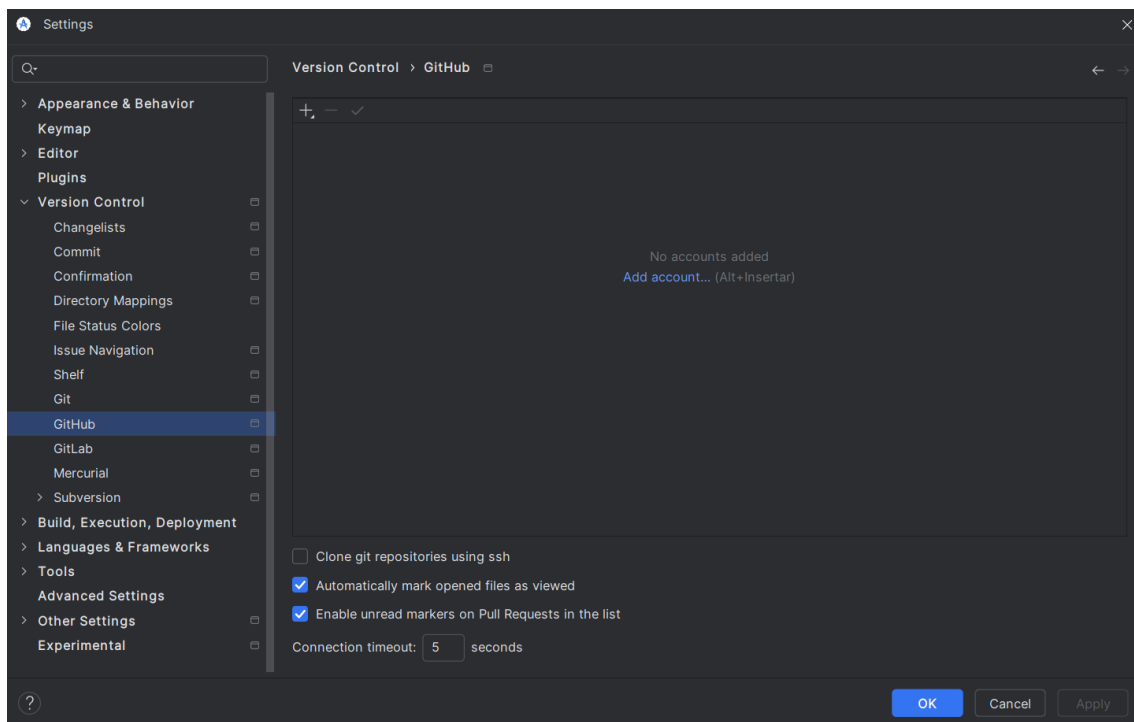 Settings
Version Control › GitHub
Appearance & Behavior
Keymap
Editor
Plugins
Version Control
Changelists
Commit
Confirmation
Directory Mappings
File Status Colors
Issue Navigation
Shelf
Git
GitHub
GitLab
Mercurial
Subversion
Build, Execution, Deployment
Languages & Frameworks
Tools
Advanced Settings
Other Settings
Experimental
No accounts added
Add account... (Alt+Insertar)
Clone git repositories using ssh
Automatically mark opened files as viewed
Enable unread markers on Pull Requests in the list
Connection timeout: 5 seconds
?
OK
Cancel
Apply